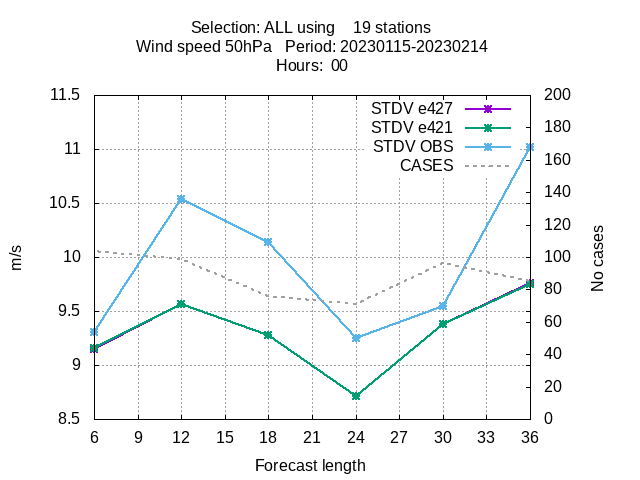 Selection: ALL using    19 stations
Wind speed 50hPa   Period: 20230115-20230214
Hours:  00
STDV e427
STDV e421
STDV OBS
CASES
11.5
11
10.5
10
9.5
9
8.5
m/s
200
180
160
140
120
100
80
60
40
20
0
No cases
6 9 12 15 18 21 24 27 30 33 36
Forecast length